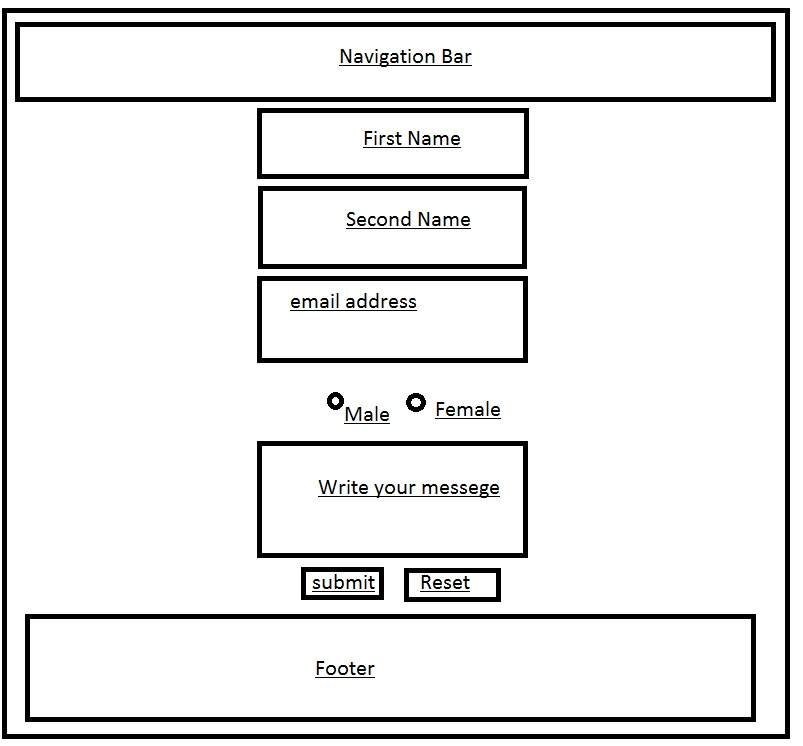 Navigation Bar
First Name
Second Name
email address
Male Female
Write your messege
submit Reset
Footer